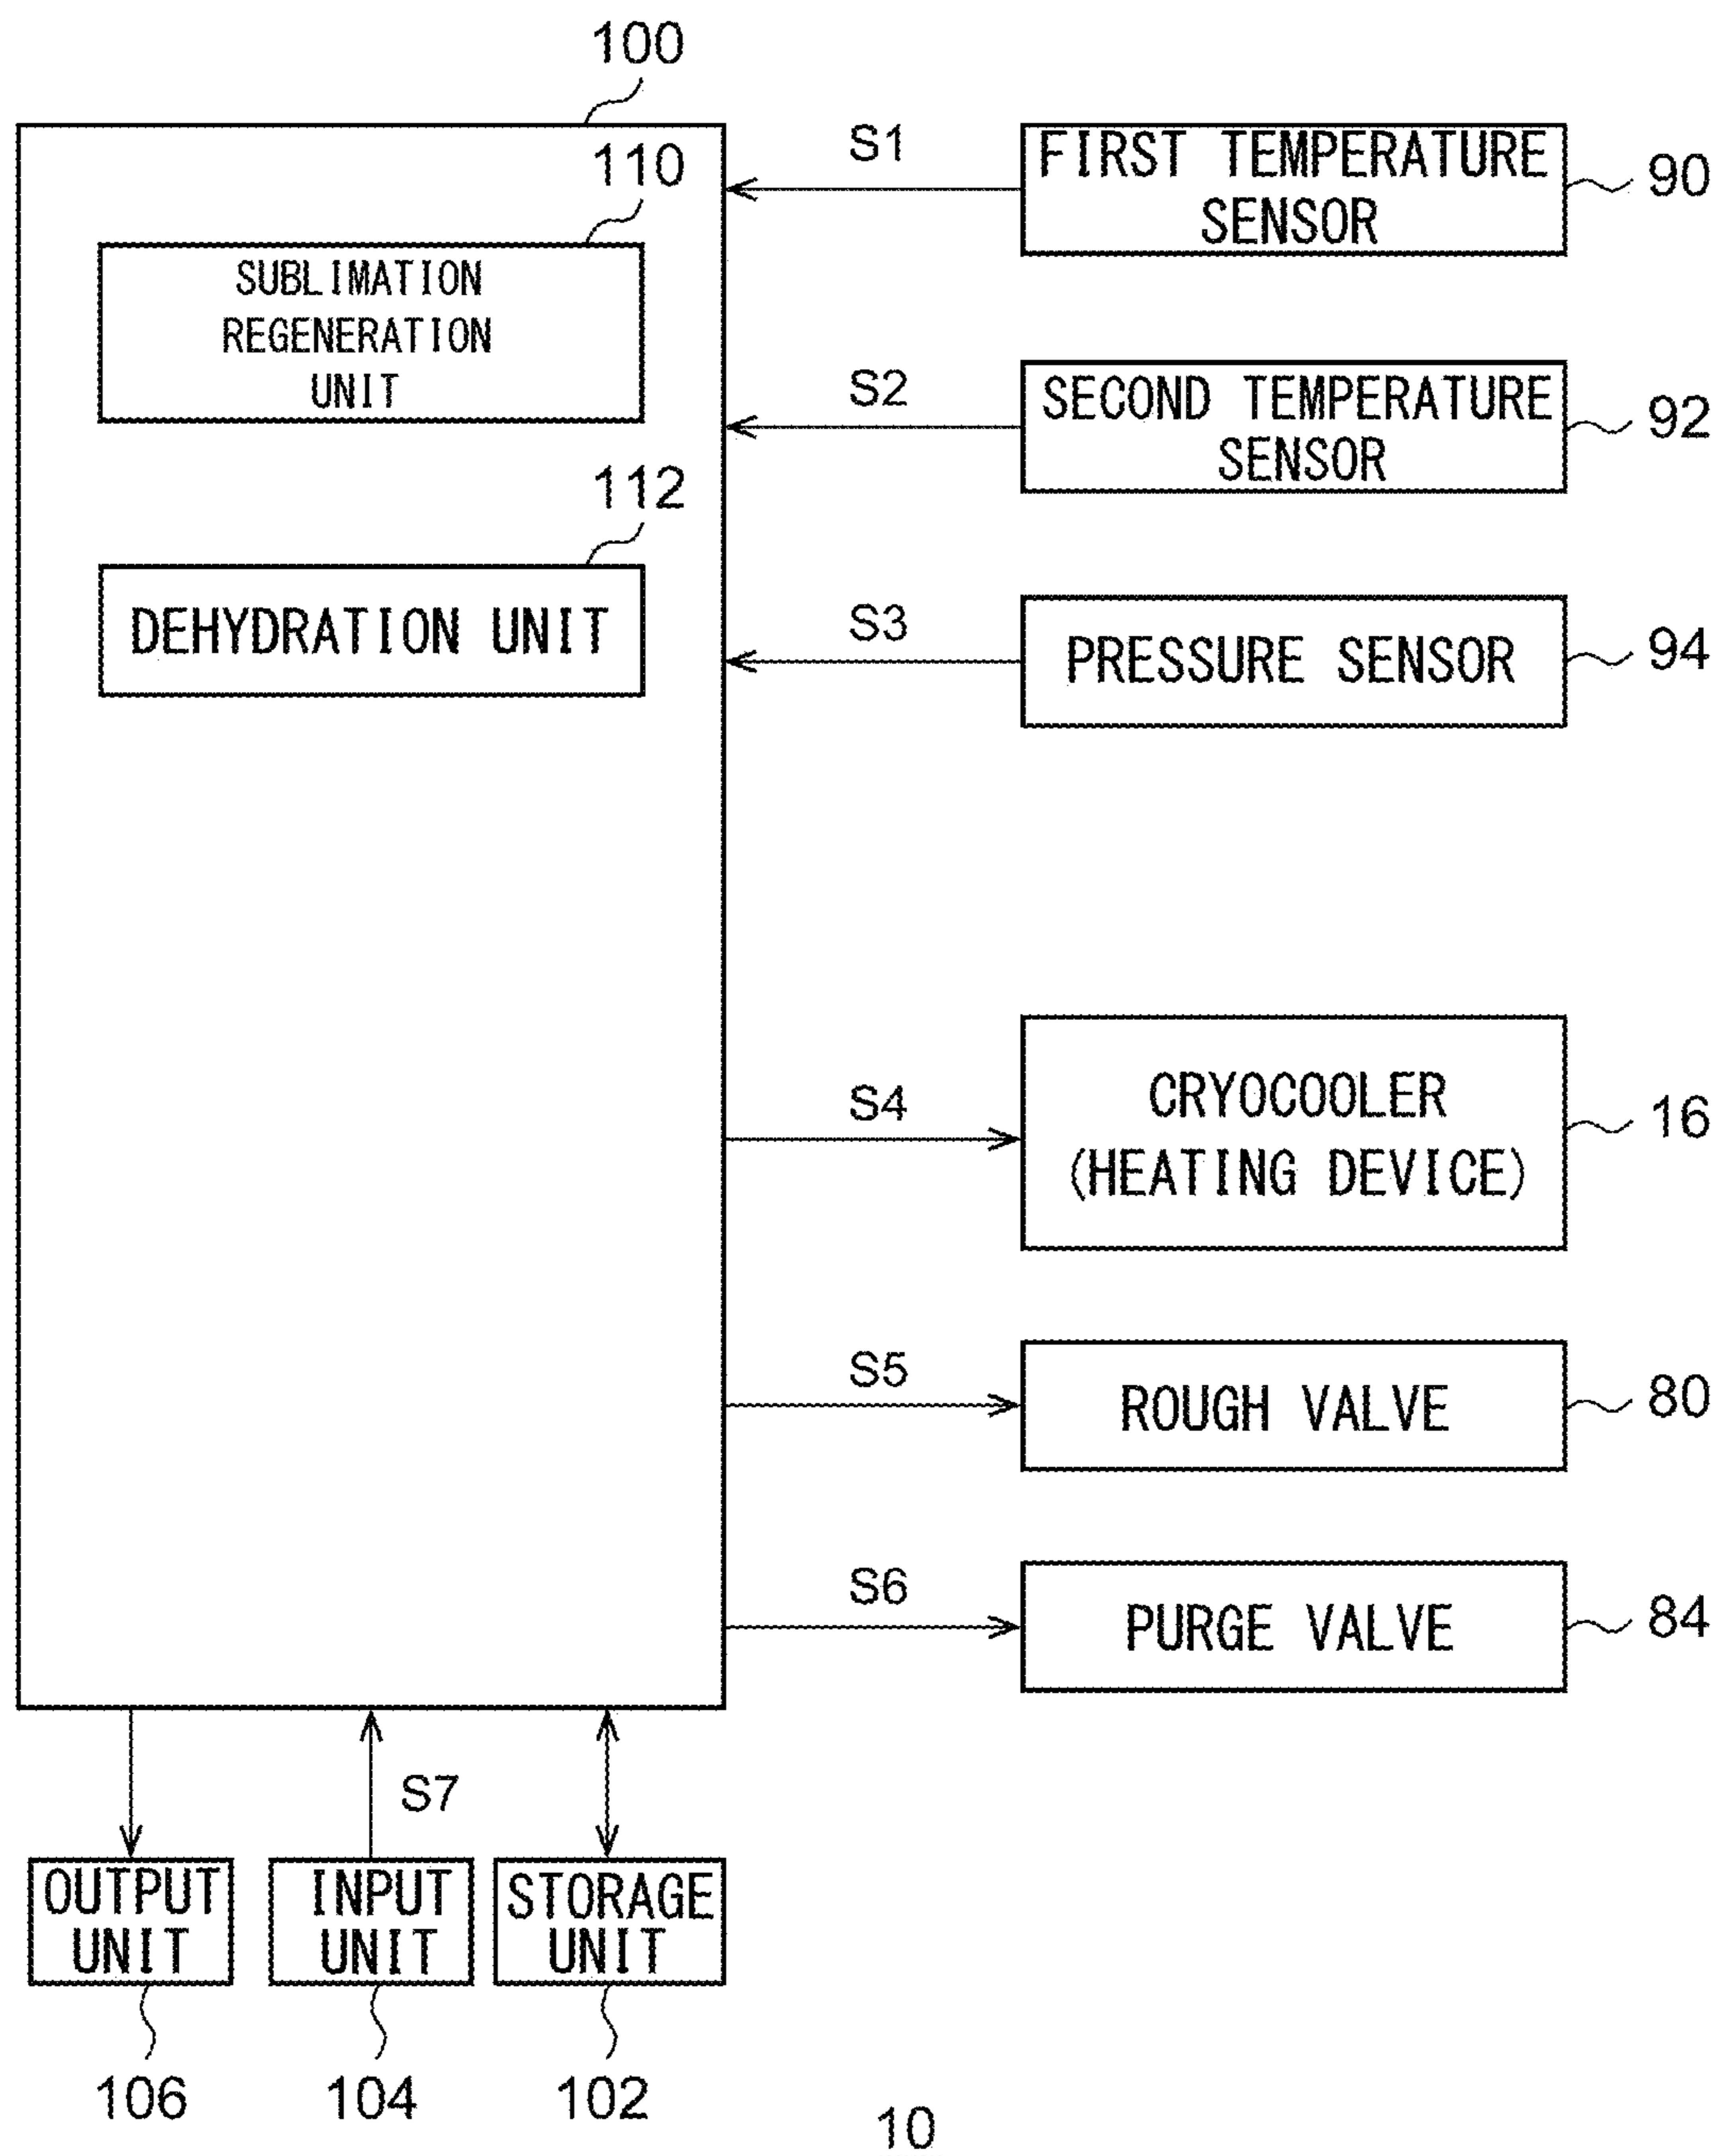 100
110
SUBLIMATION
REGENERATION
UNIT
112
DEHYDRATION UNIT
S1
FIRST TEMPERATURE
SENSOR
90
S2
SECOND TEMPERATURE
SENSOR
92
S3
PRESSURE SENSOR
94
S4
CRYOCOOLER
(HEATING DEVICE)
16
S5
ROUGH VALVE
80
S6
PURGE VALVE
84
S7
OUTPUT
UNIT
INPUT
UNIT
STORAGE
UNIT
106
104
102
10